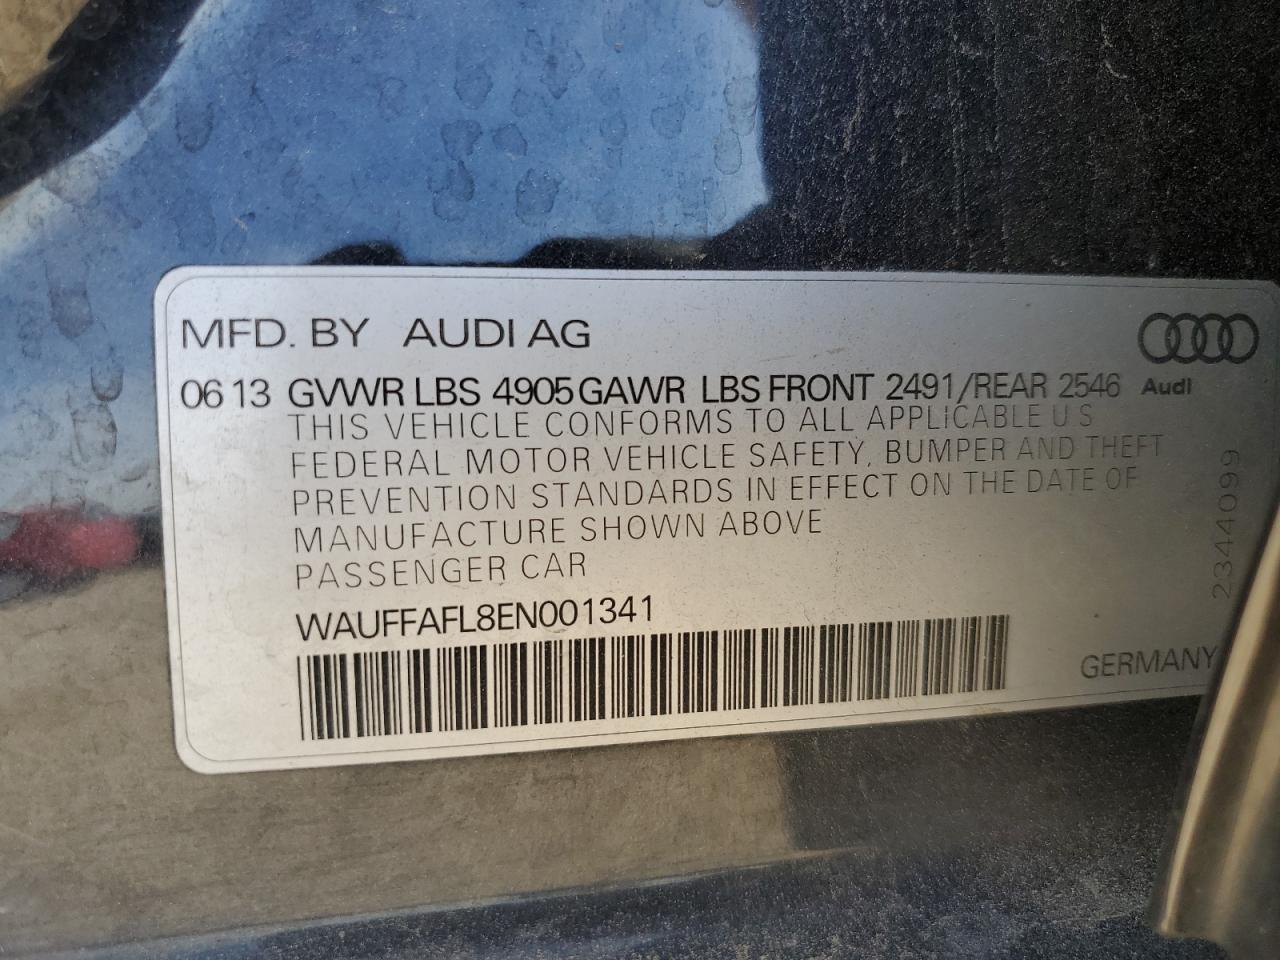 MFD. BY AUDI AG
06 13 GVWR LBS 4905 GAWR LBS FRONT 2491/REAR 2546
Audi
THIS VEHICLE CONFORMS TO ALL APPLICABLE U S
FEDERAL MOTOR VEHICLE SAFETY, BUMPER AND THEFT
PREVENTION STANDARDS IN EFFECT ON THE DATE OF
MANUFACTURE SHOWN ABOVE
PASSENGER CAR
WAUFFAFL8EN001341
2344099
GERMANY